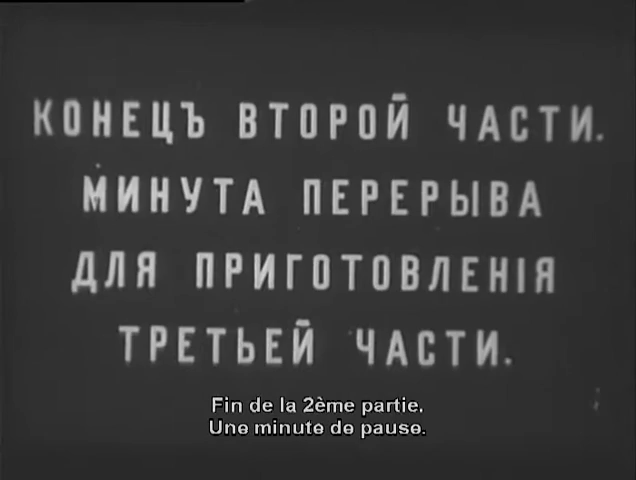 КОНЕЦЪ ВТОРОЙ ЧАСТИ.
МИНУТА ПЕРЕРЫВА
ДЛЯ ПРИГОТОВЛЕНІЯ
ТРЕТЬЕЙ ЧАСТИ.
Fin de la 2ème partie.
Une minute de pause.